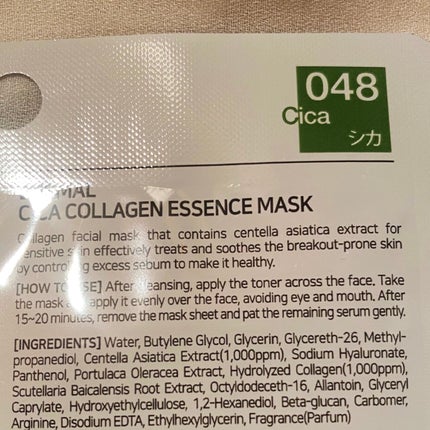 048
Cica
シカ
CICA COLLAGEN ESSENCE MASK
Collagen facial mask that contains centella asiatica extract for
sensitive skin effectively treats and soothes the breakout-prone skin
by controlling excess sebum to make it healthy.
[HOW TO USE] After cleansing, apply the toner across the face. Take
the mask and apply it evenly over the face, avoiding eye and mouth. After
15~20 minutes, remove the mask sheet and pat the remaining serum gently.
[INGREDIENTS] Water, Butylene Glycol, Glycerin, Glycereth-26, Methyl-
propanediol, Centella Asiatica Extract(1,000ppm), Sodium Hyaluronate,
Panthenol, Portulaca Oleracea Extract, Hydrolyzed Collagen(1,000ppm),
Scutellaria Baicalensis Root Extract, Octyldodeceth-16, Allantoin, Glyceryl
Caprylate, Hydroxyethylcellulose, 1,2-Hexanediol, Beta-glucan, Carbomer,
Arginine, Disodium EDTA, Ethylhexylglycerin, Fragrance(Parfum)